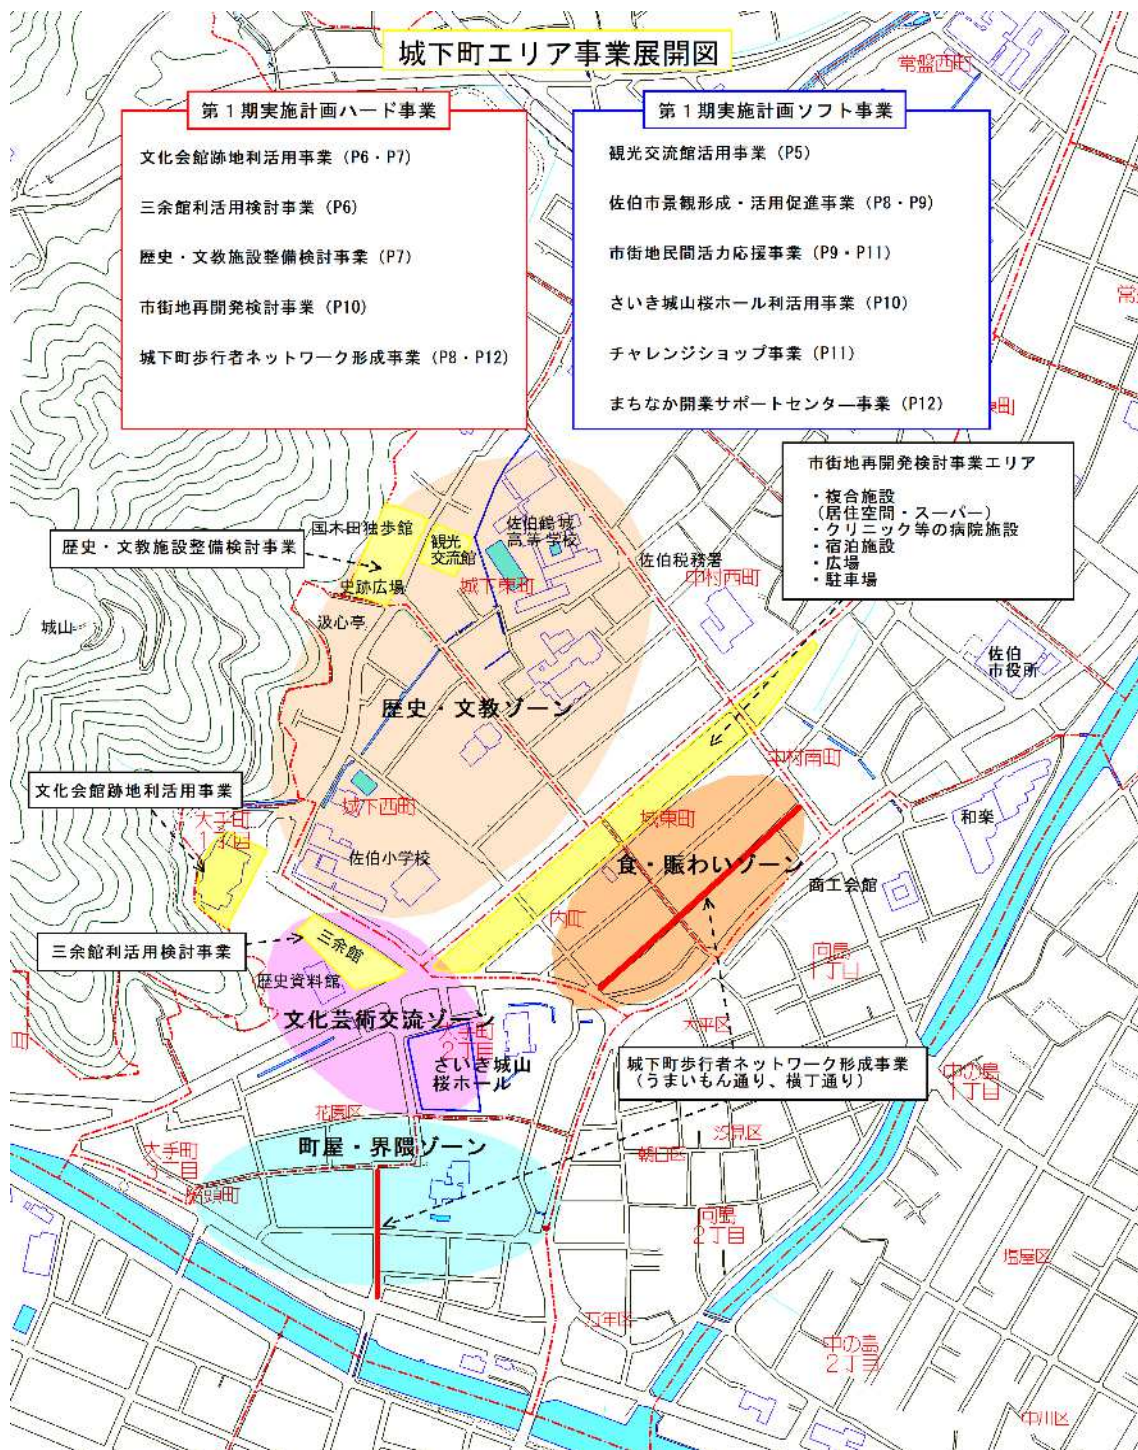 城下町エリア事業展開図
常盤西町
第1期実施計画ハード事業
文化会館跡地利活用事業 (P6・P7)
三余館利活用検討事業 (P6)
歴史・文教施設整備検討事業 (P7)
市街地再開発検討事業 (P10)
城下町歩行者ネットワーク形成事業 (P8・P12)
第1期実施計画ソフト事業
観光交流館活用事業 (P5)
佐伯市景観形成・活用促進事業 (P8・P9)
市街地民間活力応援事業 (P9・P11)
さいき城山桜ホール利活用事業 (P10)
チャレンジショップ事業 (P11)
まちなか開業サポートセンター事業 (P12)
常
東町
市街地再開発検討事業エリア
・複合施設
(居住空間・スーパー)
・クリニック等の病院施設
・宿泊施設
・広場
・駐車場
歴史・文教施設整備検討事業
国木田独歩館
観光
交流館
史跡広場
汲心亭
城山
佐伯鶴城
高等学校
城下東町
佐伯税務署
中村西町
佐伯
市役所
歴史・文教ゾーン
中村南町
文化会館跡地利活用事業
大手町
1丁目
城下西町
佐伯小学校
城東町
食・賑わいゾーン
和楽
商工会館
内町
向島
1丁目
三余館利活用検討事業
三余館
歴史資料館
文化芸術交流ゾーン
大手町
2丁目
さいき城山
桜ホール
大平区
城下町歩行者ネットワーク形成事業
(うまいもん通り、横丁通り)
中の島
1丁目
花園区
町屋・界隈ゾーン
汐見区
朝日区
大手町
3丁目
船頭町
向島
2丁目
塩屋区
万年区
中の島
2丁目
中川区
目